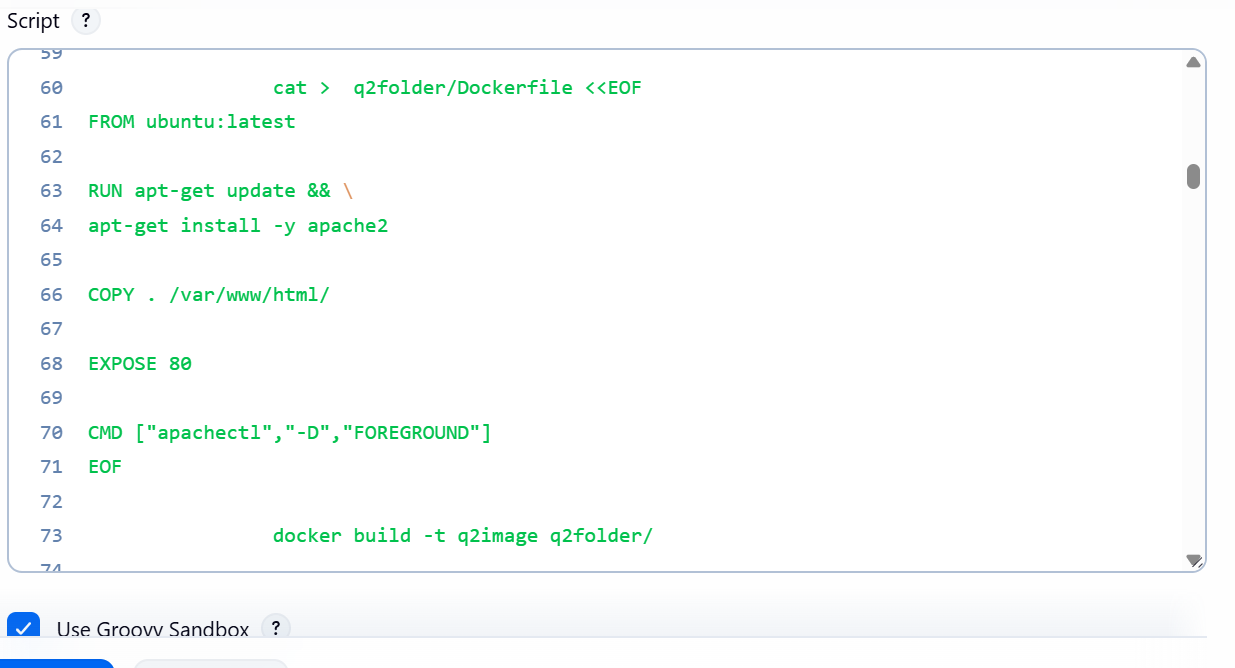 Script ?
59
60 cat >  q2folder/Dockerfile <<EOF
61 FROM ubuntu:latest
62
63 RUN apt-get update && \
64 apt-get install -y apache2
65
66 COPY . /var/www/html/
67
68 EXPOSE 80
69
70 CMD ["apachectl","-D","FOREGROUND"]
71 EOF
72
73 docker build -t q2image q2folder/
74
Use Groovy Sandbox ?